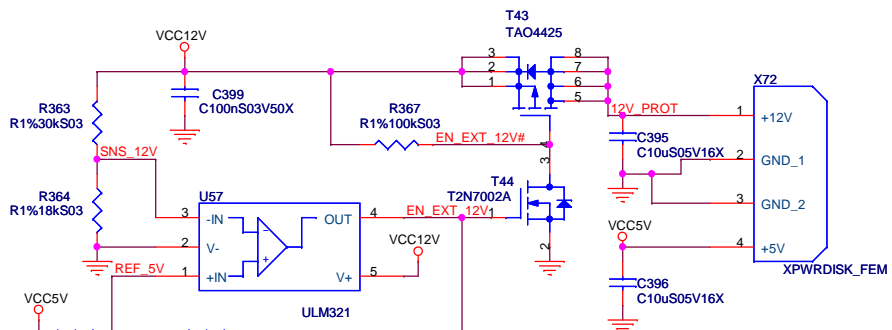 T43
TAO4425
VCC12V
3
2
1
8
7
6
5
4
C399
C100nS03V50X
R363
R1%30kS03
R367
R1%100kS03
EN_EXT_12V#
12V_PROT
X72
1
+12V
C395
C10uS05V16X
2
GND_1
3
GND_2
VCC5V
4
+5V
XPWRDISK_FEM
C396
C10uS05V16X
SNS_12V
R364
R1%18kS03
U57
3
-IN
OUT
4
EN_EXT_12V
2
V-
1
+IN
V+
5
REF_5V
ULM321
VCC12V
T44
T2N7002A
3
1
2
VCC5V